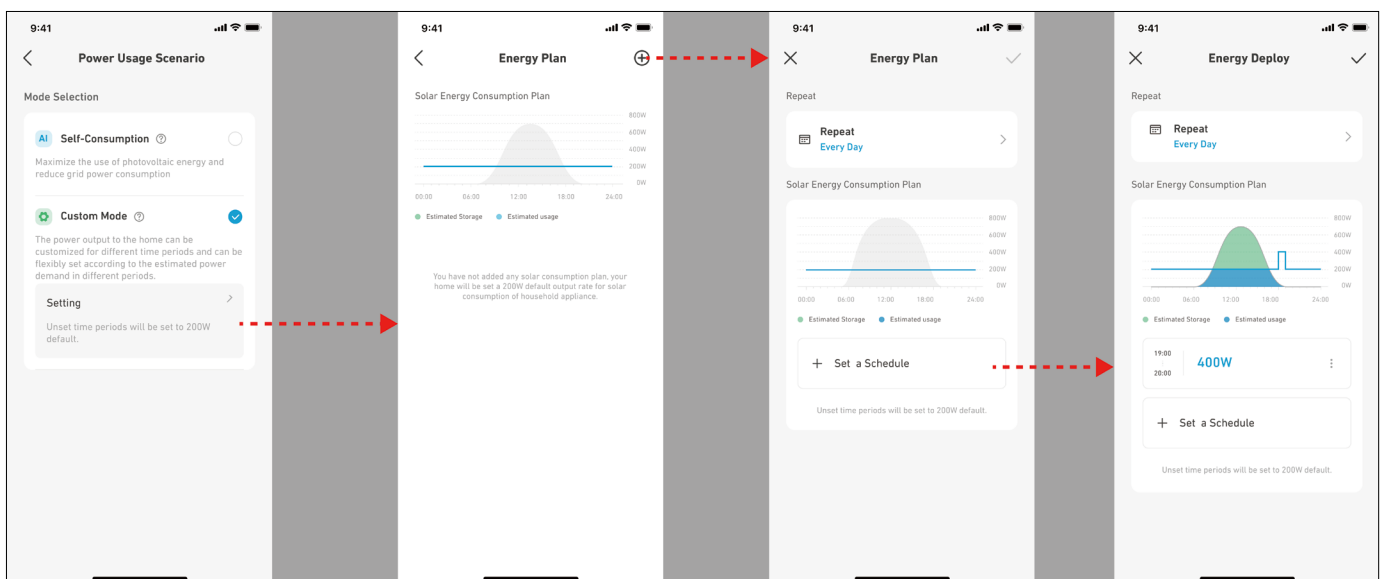 9:41
Power Usage Scenario
Mode Selection
AI Self-Consumption ?
Maximize the use of photovoltaic energy and
reduce grid power consumption
Custom Mode ?
The power output to the home can be
customized for different time periods and can be
flexibly set according to the estimated power
demand in different periods.
Setting
Unset time periods will be set to 200W
default.
9:41
Energy Plan
Solar Energy Consumption Plan
800W
600W
400W
200W
0W
00:00 06:00 12:00 18:00 24:00
Estimated Storage Estimated usage
You have not added any solar consumption plan, your
home will be set a 200W default output rate for solar
consumption of household appliance.
9:41
Energy Plan
Repeat
Repeat
Every Day
Solar Energy Consumption Plan
800W
600W
400W
200W
0W
00:00 06:00 12:00 18:00 24:00
Estimated Storage Estimated usage
+ Set a Schedule
Unset time periods will be set to 200W default.
9:41
Energy Deploy
Repeat
Repeat
Every Day
Solar Energy Consumption Plan
800W
600W
400W
200W
0W
00:00 06:00 12:00 18:00 24:00
Estimated Storage Estimated usage
19:00
400W
20:00
+ Set a Schedule
Unset time periods will be set to 200W default.